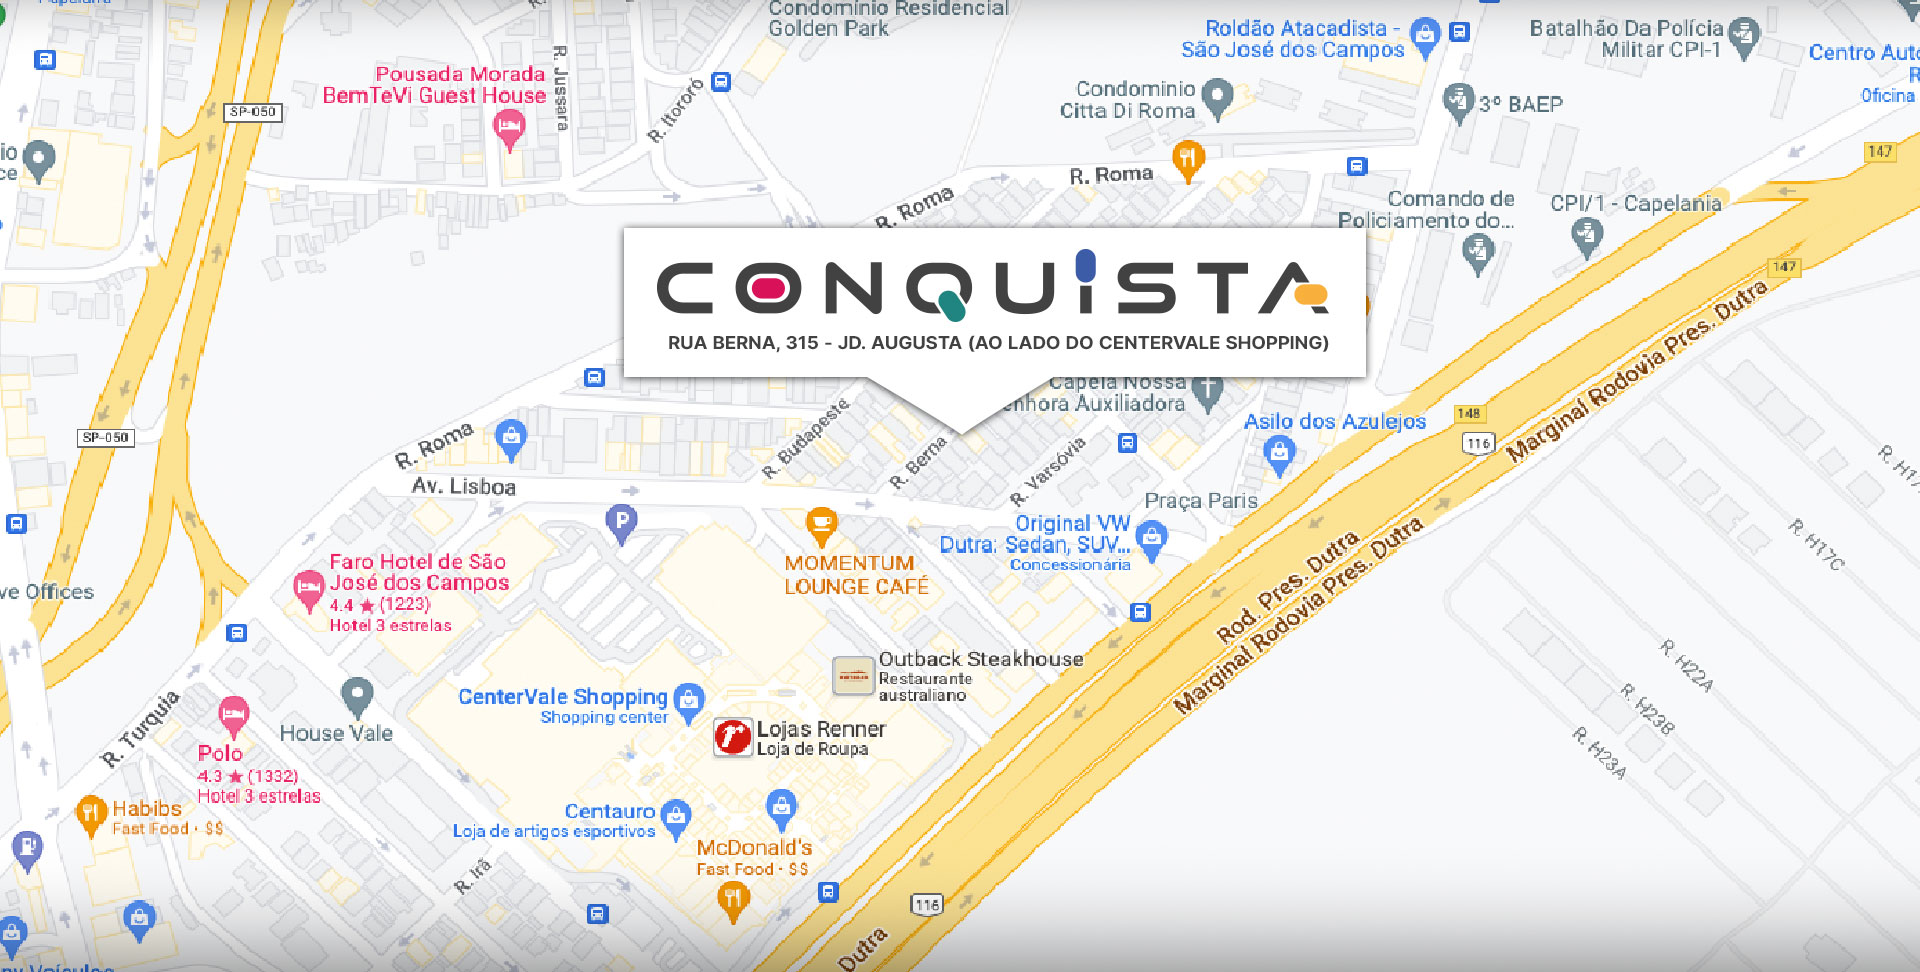 Condomínio Residencial
Golden Park
Roldão Atacadista -
São José dos Campos
Batalhão Da Polícia
Militar CPI-1
Centro Auto
Oficina
Pousada Morada
BemTeVi Guest House
R. Jussara
R. Itororó
SP-050
Condominio
Citta Di Roma
3º BAEP
147
R. Roma
R. Roma
Comando de
Policiamento do...
CPI/1 - Capelania
147
CONQUISTA
RUA BERNA, 315 - JD. AUGUSTA (AO LADO DO CENTERVALE SHOPPING)
Marginal Rodovia Pres. Dutra
Capela Nossa
enhora Auxiliadora
Asilo dos Azulejos
148
116
SP-050
R. Roma
R. Budapeste
R. Berna
R. Varsóvia
Av. Lisboa
P
Praça Paris
Original VW
Dutra: Sedan, SUV...
Concessionária
MOMENTUM
LOUNGE CAFÉ
Rod. Pres. Dutra
Marginal Rodovia Pres. Dutra
R. H17C
Faro Hotel de São
José dos Campos
4.4 ★ (1223)
Hotel 3 estrelas
ve Offices
R. H22A
R. H23B
R. H23A
Outback Steakhouse
Restaurante
australiano
CenterVale Shopping
Shopping center
Lojas Renner
Loja de Roupa
R. Turquia
House Vale
Polo
4.3 ★ (1332)
Hotel 3 estrelas
Habibs
Fast Food · $$
Centauro
Loja de artigos esportivos
McDonald's
Fast Food · $$
R. Irã
116
Dutra